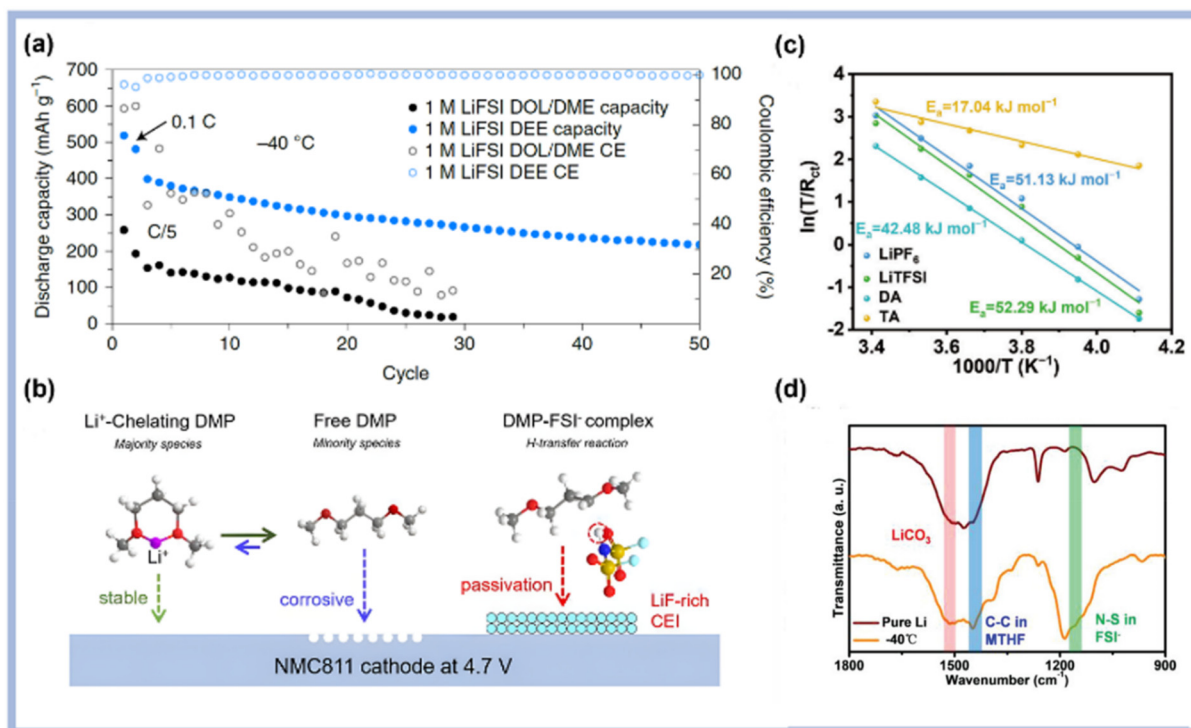 (a)
700
600
500
400
300
200
100
0
0
10
20
30
40
50
100
80
60
40
20
Discharge capacity (mAh g⁻¹)
Coulombic efficiency (%)
Cycle
0.1 C
–40 °C
C/5
1 M LiFSI DOL/DME capacity
1 M LiFSI DEE capacity
1 M LiFSI DOL/DME CE
1 M LiFSI DEE CE
(b)
Li⁺-Chelating DMP
Majority species
Free DMP
Minority species
DMP-FSI⁻ complex
H-transfer reaction
Li⁺
stable
corrosive
passivation
LiF-rich
CEI
NMC811 cathode at 4.7 V
(c)
ln(T/Rct)
4
3
2
1
0
-1
-2
3.4
3.6
3.8
4.0
4.2
1000/T (K⁻¹)
Eₐ=17.04 kJ mol⁻¹
Eₐ=51.13 kJ mol⁻¹
Eₐ=42.48 kJ mol⁻¹
Eₐ=52.29 kJ mol⁻¹
LiPF₆
LiTFSI
DA
TA
(d)
Transmittance (a. u.)
LiCO₃
Pure Li
-40℃
C-C in
MTHF
N-S in
FSI⁻
1800
1500
1200
900
Wavenumber (cm⁻¹)